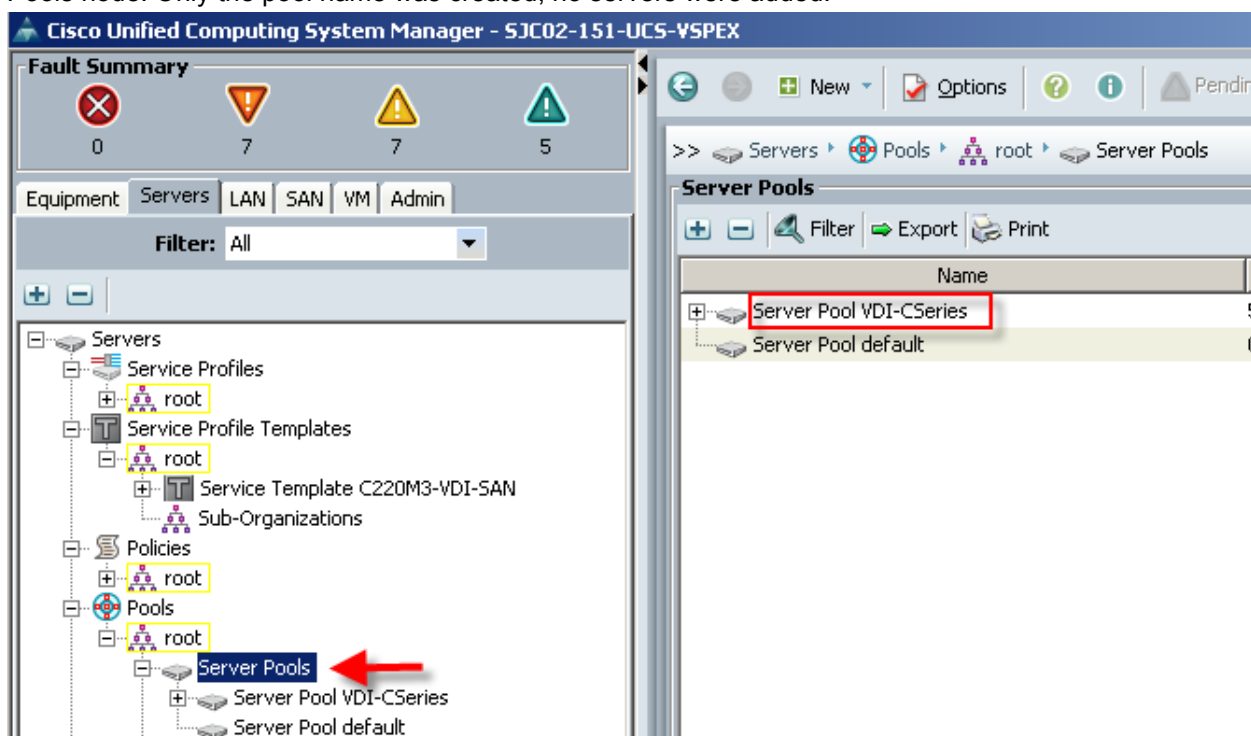 Pools node. Only the pool name was created, no servers were added.
Cisco Unified Computing System Manager - SJC02-151-UCS-VSPEX
Fault Summary
0 7 7 5
New Options Pendin
>> Servers Pools root Server Pools
Equipment Servers LAN SAN VM Admin
Filter: All
Server Pools
Filter Export Print
Name
Server Pool VDI-CSeries
Server Pool default
Servers
Service Profiles
root
Service Profile Templates
root
Service Template C220M3-VDI-SAN
Sub-Organizations
Policies
root
Pools
root
Server Pools
Server Pool VDI-CSeries
Server Pool default